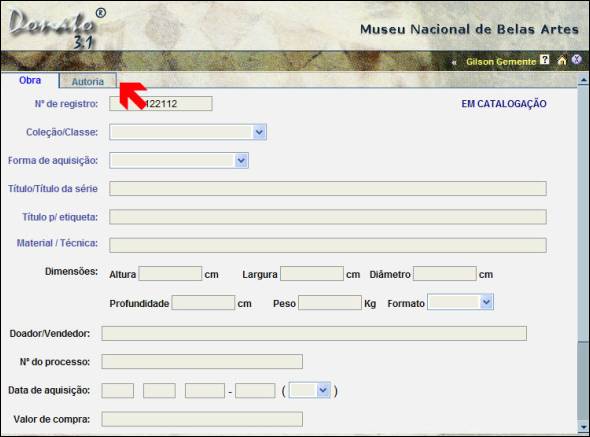 Donato ®
3.1
Museu Nacional de Belas Artes
« Gilson Gemente ?
Obra Autoria
Nº de registro: 122112 EM CATALOGAÇÃO
Coleção/Classe:
Forma de aquisição:
Título/Título da série
Título p/ etiqueta:
Material / Técnica:
Dimensões: Altura cm Largura cm Diâmetro cm
Profundidade cm Peso Kg Formato
Doador/Vendedor:
Nº do processo:
Data de aquisição: - ( )
Valor de compra: